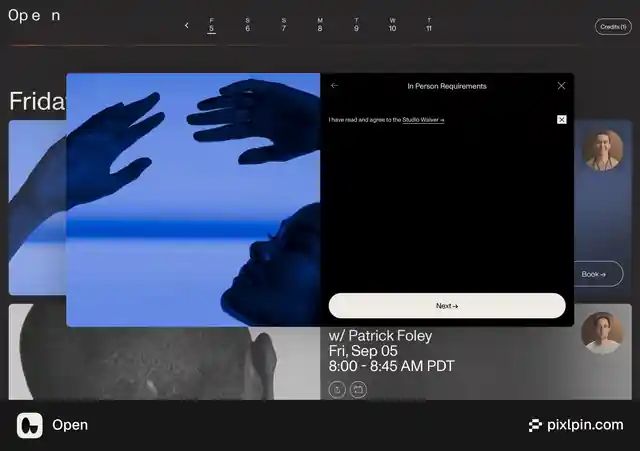 Open
F S S M T W T
5 6 7 8 9 10 11
Credits (1)
Frida
In Person Requirements
I have read and agree to the Studio Waiver →
Book →
Next →
w/ Patrick Foley
Fri, Sep 05
8:00 - 8:45 AM PDT
Open
pixlpin.com